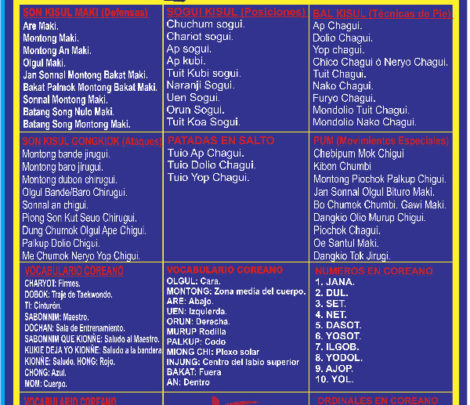 SON KISUL MAKI (Defensas)
Are Maki.
Montong Maki.
Montong An Maki.
Olgul Maki.
Jan Sonnal Montong Bakat Maki.
Bakat Palmok Montong Bakat Maki.
Sonnal Montong Maki.
Batang Song Nulo Maki.
Batang Song Montong Maki.
SOGUI KISUL (Posiciones)
Chuchum sogui.
Chariot sogui.
Ap sogui.
Ap kubi.
Tuit Kubi sogui.
Naranji Sogui.
Uen Sogui.
Orun Sogui.
Tuit Koa Sogui.
BAL KISUL (Técnicas de Pie)
Ap Chagui.
Dolio Chagui.
Yop chagui.
Chico Chagui ó Neryo Chagui.
Tuit Chagui.
Nako Chagui.
Furyo Chagui.
Mondolio Tuit Chagui.
Mondolio Nako Chagui.
SON KISUL GONGKIOK (Ataques)
Montong bande jirugui.
Montong baro jirugui.
Montong dubon chirugui.
Olgul Bande/Baro Chirugui.
Sonnal an chigui.
Piong Son Kut Seuo Chirugui.
Dung Chumok Olgul Ape Chigui.
Palkup Dolio Chigui.
Me Chumok Neryo Yop Chigui.
PATADAS EN SALTO
Tuio Ap Chagui.
Tuio Dolio Chagui.
Tuio Yop Chagui.
PUM (Movimientos Especiales)
Chebipum Mok Chigui
Kibon Chumbi
Montong Piochok Palkup Chigui.
Jan Sonnal Olgul Bituro Maki.
Bo Chumok Chumbi. Gawi Maki.
Dangkio Olio Murup Chigui.
Piochok Chagui.
Oe Santul Maki.
Dangkio Tok Jirugi.
VOCABULARIO COREANO
CHARYOT: Firmes.
DOBOK: Traje de Taekwondo.
TI: Cinturón.
SABOMNIM: Maestro.
DOCHAN: Sala de Entrenamiento.
SABOMNIM QUE KIONÑE: Saludo al Maestro.
KUKIE DEJA YO KIONÑE: Saludo a la bandera
KIONÑE: Saludo. HONG: Rojo.
CHONG: Azul.
MOM: Cuerpo.
VOCABULARIO COREANO
OLGUL: Cara.
MONTONG: Zona media del cuerpo.
ARE: Abajo.
UEN: Izquierda.
ORUN: Derecha.
MURUP Rodilla
PALKUP: Codo
MIONG CHI: Plexo solar
INJUNG: Centro del labio superior
BAKAT: Fuera
AN: Dentro
NUMEROS EN COREANO
1. JANA.
2. DUL.
3. SET.
4. NET.
5. DASOT.
6. YOSOT.
7. ILGOB.
8. YODOL.
9. AJOP.
10. YOL.
VOCABULARIO COREANO
ORDINALES EN COREANO